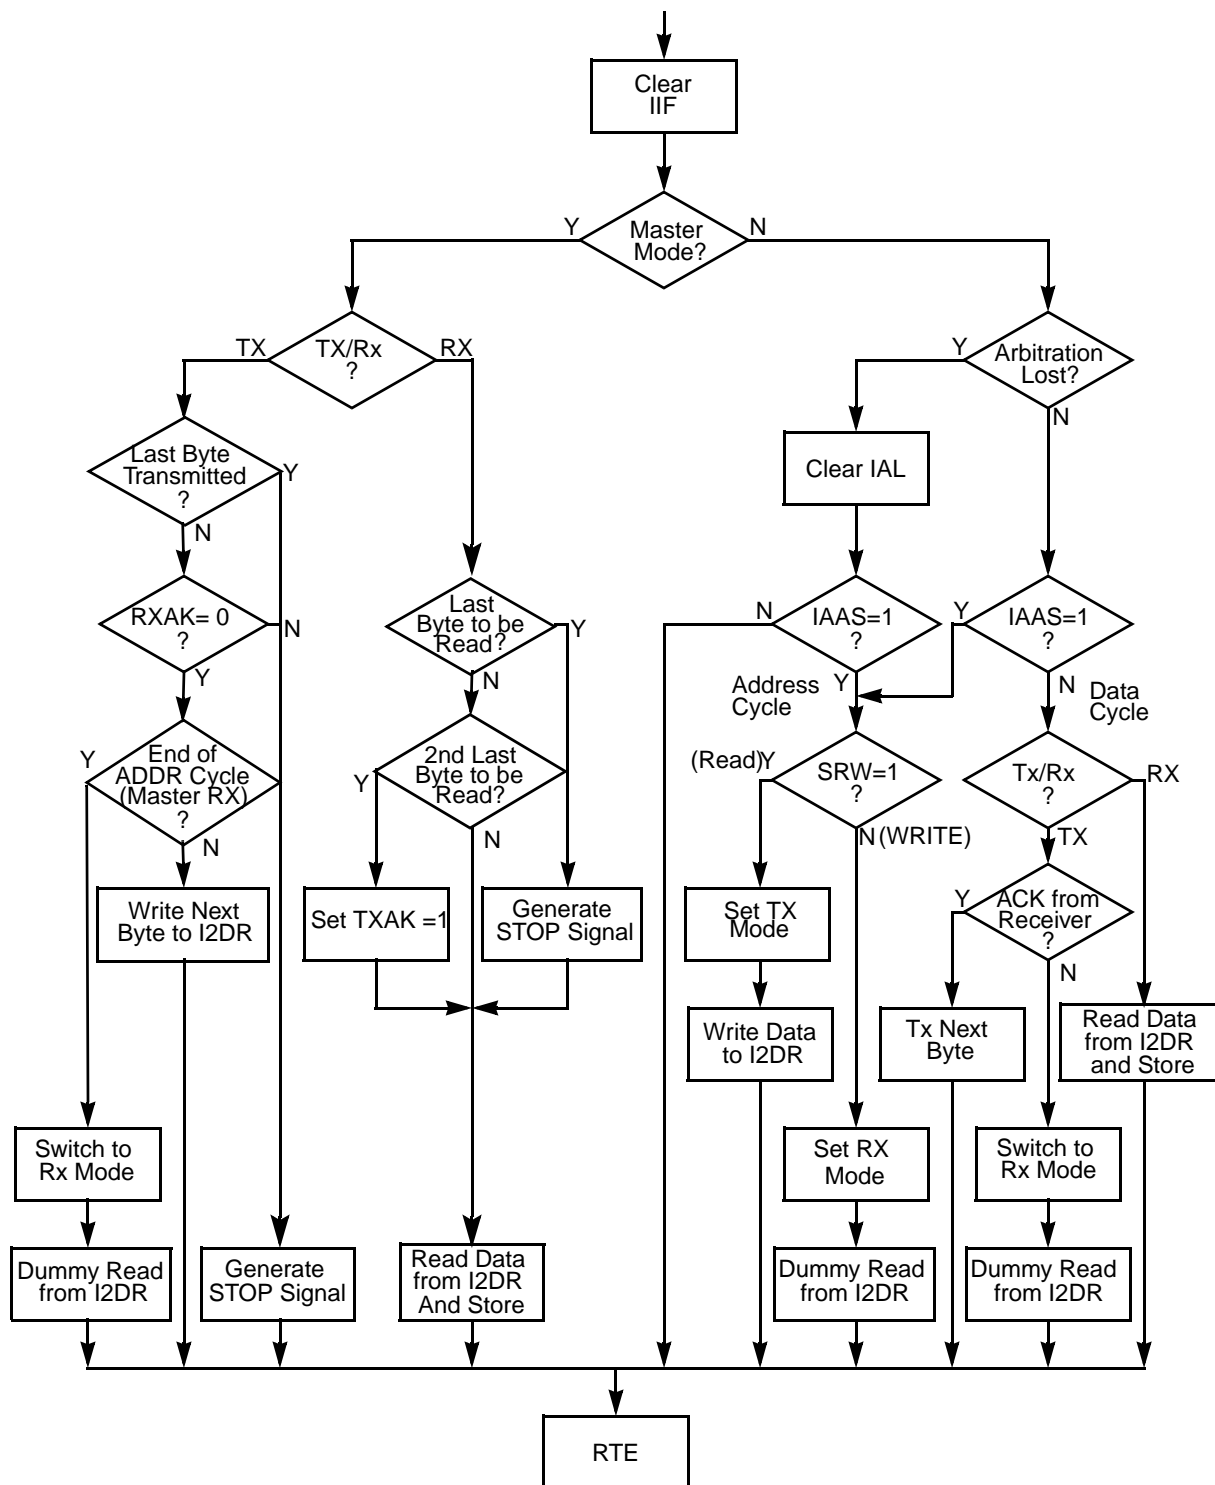 Clear
IIF
Y
Master
Mode?
N
TX
TX/Rx
?
RX
Y
Arbitration
Lost?
N
Last Byte
Transmitted
?
Y
N
Clear IAL
RXAK= 0
?
N
Y
Last
Byte to be
Read?
Y
N
N
IAAS=1
?
Y
Y
IAAS=1
?
N
Address
Cycle
Data
Cycle
Y
End of
ADDR Cycle
(Master RX)
?
N
Y
2nd Last
Byte to be
Read?
N
(Read)
Y
SRW=1
?
N
(WRITE)
Tx/Rx
?
RX
TX
Write Next
Byte to I2DR
Set TXAK =1
Generate
STOP Signal
Set TX
Mode
Y
ACK from
Receiver
?
N
Write Data
to I2DR
Tx Next
Byte
Read Data
from I2DR
and Store
Switch to
Rx Mode
Set RX
Mode
Switch to
Rx Mode
Dummy Read
from I2DR
Generate
STOP Signal
Read Data
from I2DR
And Store
Dummy Read
from I2DR
Dummy Read
from I2DR
RTE